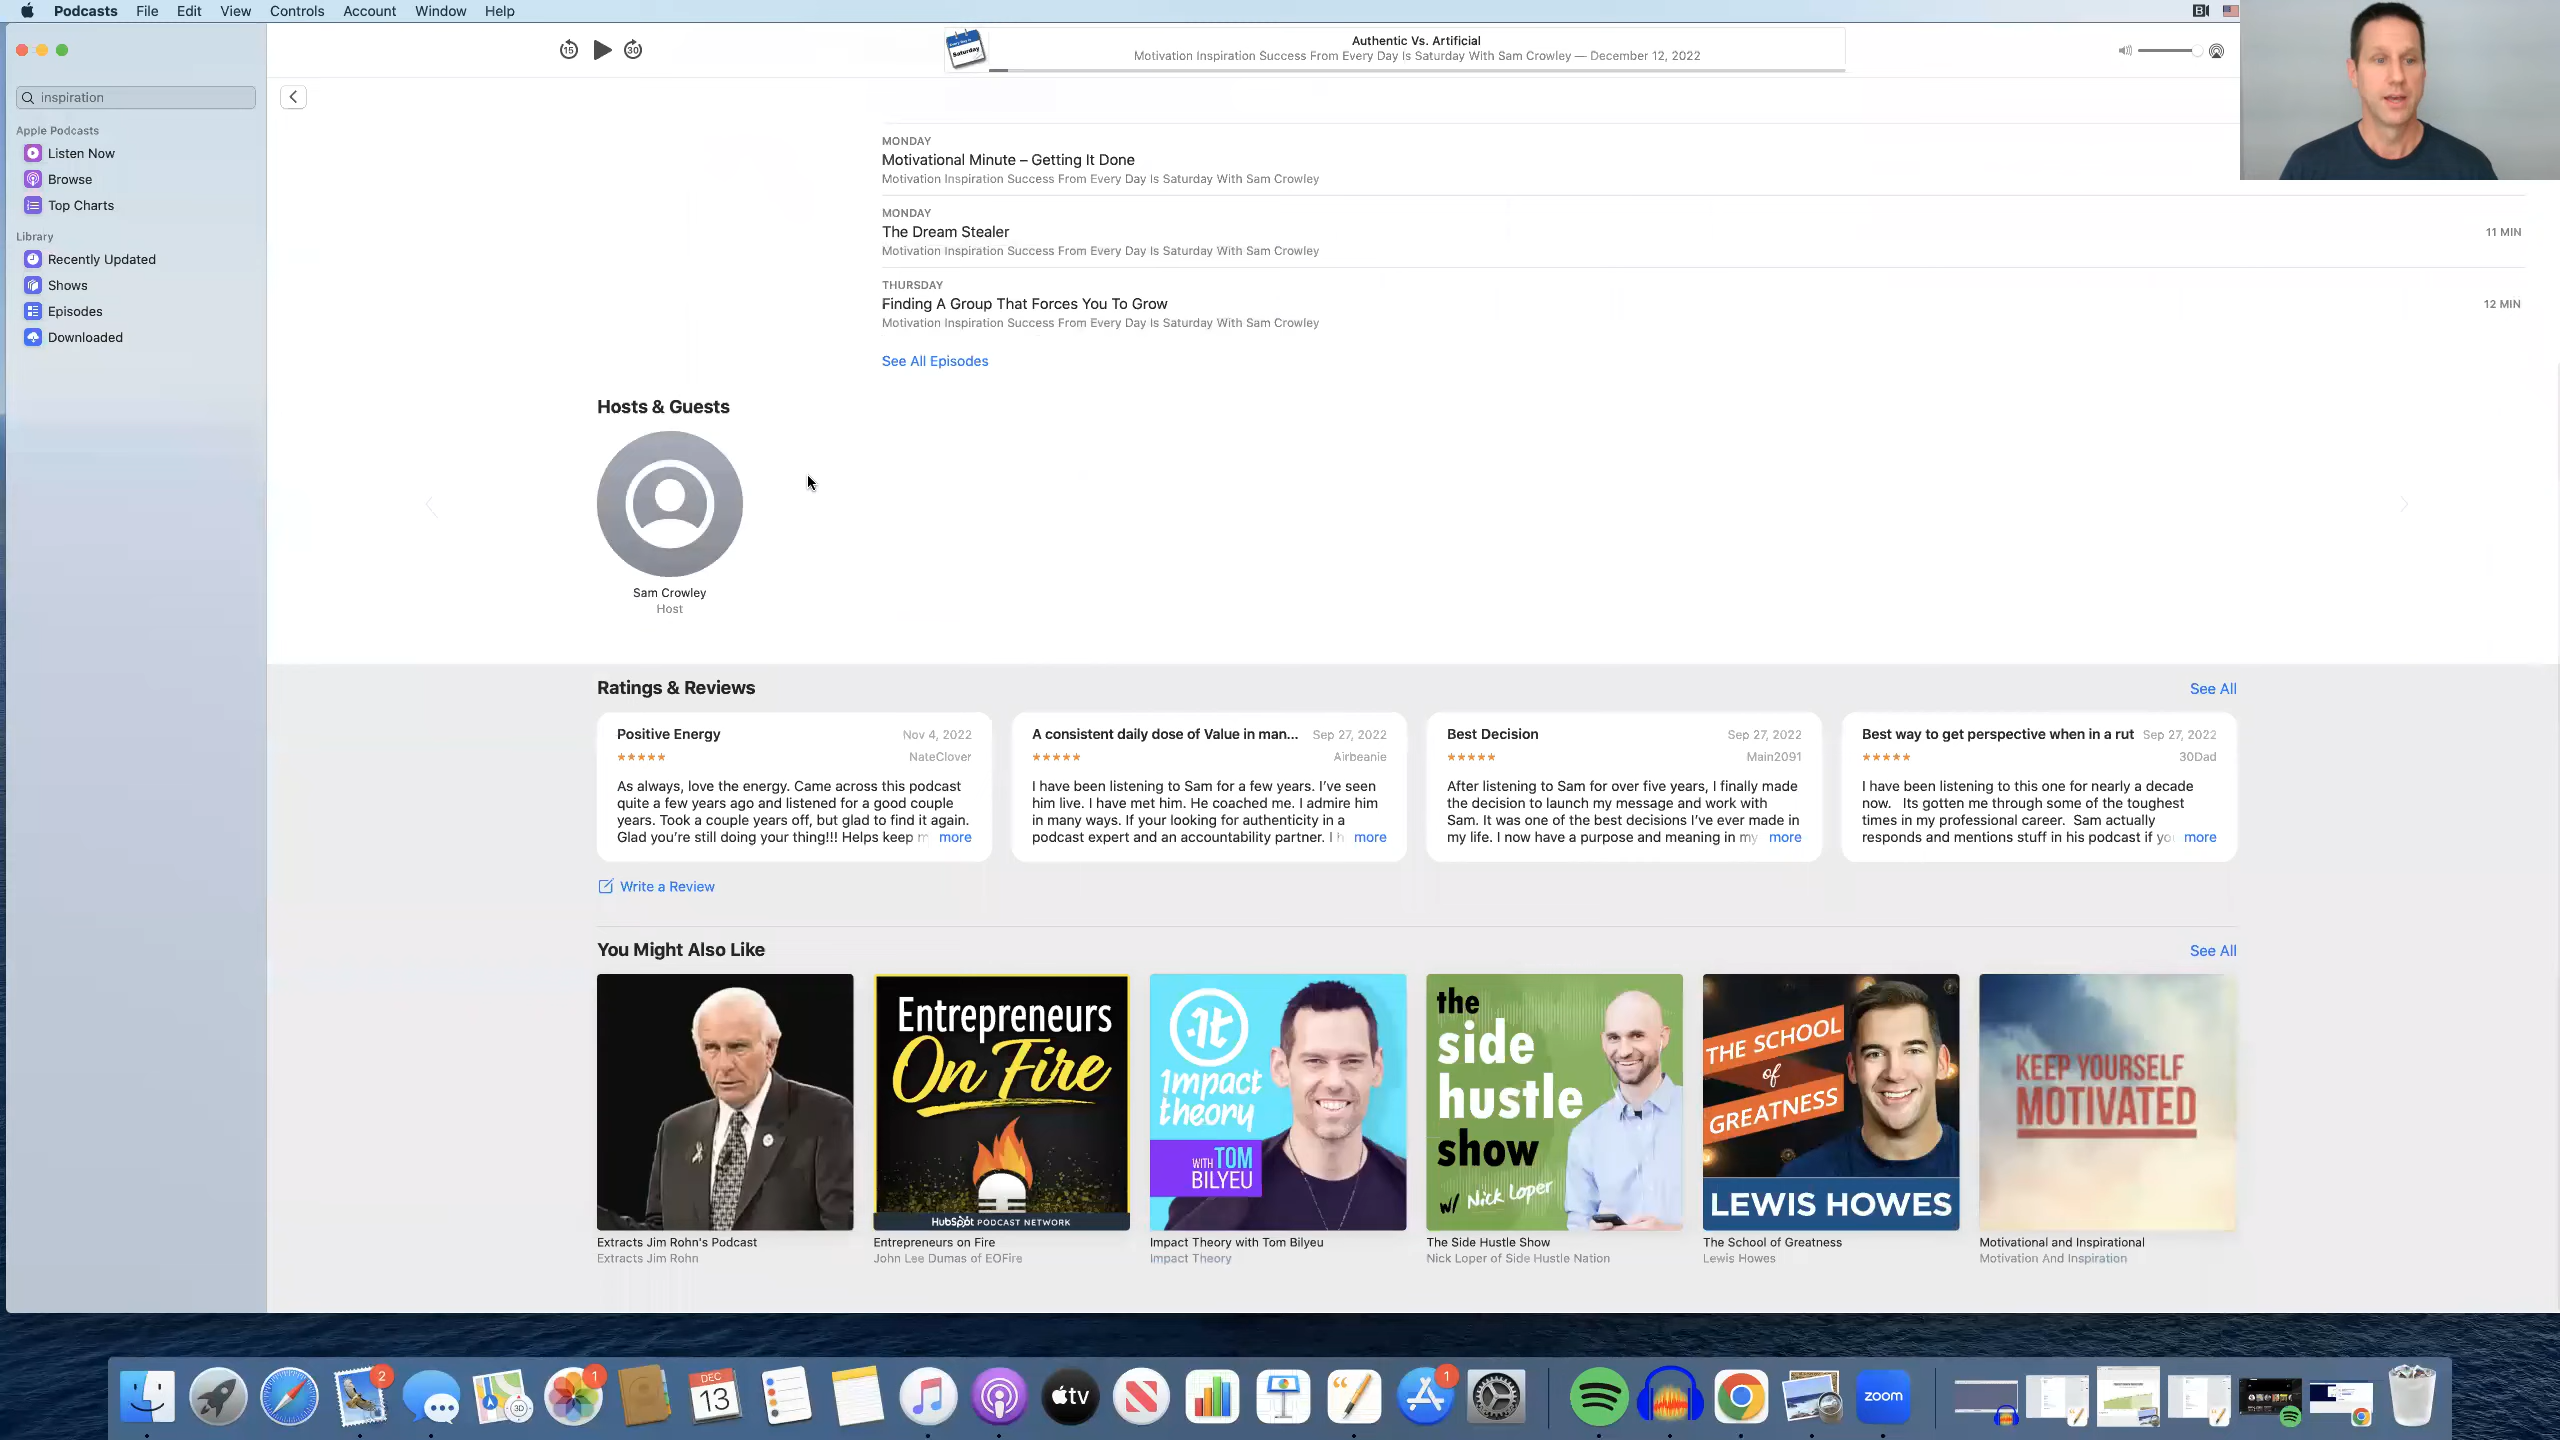 Podcasts File Edit View Controls Account Window Help
15 30
Authentic Vs. Artificial
Motivation Inspiration Success From Every Day Is Saturday With Sam Crowley — December 12, 2022
inspiration
Apple Podcasts
Listen Now
Browse
Top Charts
Library
Recently Updated
Shows
Episodes
Downloaded
MONDAY
Motivational Minute – Getting It Done
Motivation Inspiration Success From Every Day Is Saturday With Sam Crowley
MONDAY
The Dream Stealer
11 MIN
Motivation Inspiration Success From Every Day Is Saturday With Sam Crowley
THURSDAY
Finding A Group That Forces You To Grow
12 MIN
Motivation Inspiration Success From Every Day Is Saturday With Sam Crowley
See All Episodes
Hosts & Guests
Sam Crowley
Host
Ratings & Reviews
See All
Positive Energy Nov 4, 2022
★★★★★ NateClover
As always, love the energy. Came across this podcast
quite a few years ago and listened for a good couple
years. Took a couple years off, but glad to find it again.
Glad you're still doing your thing!!! Helps keep more
A consistent daily dose of Value in man... Sep 27, 2022
★★★★★ Airbeanie
I have been listening to Sam for a few years. I've seen
him live. I have met him. He coached me. I admire him
in many ways. If your looking for authenticity in a
podcast expert and an accountability partner. I more
Best Decision Sep 27, 2022
★★★★★ Main2091
After listening to Sam for over five years, I finally made
the decision to launch my message and work with
Sam. It was one of the best decisions I've ever made in
my life. I now have a purpose and meaning in my more
Best way to get perspective when in a rut Sep 27, 2022
★★★★★ 30Dad
I have been listening to this one for nearly a decade
now. Its gotten me through some of the toughest
times in my professional career. Sam actually
responds and mentions stuff in his podcast if more
Write a Review
You Might Also Like
See All
Entrepreneurs
On Fire
HubSpot PODCAST NETWORK
impact
theory
WITH TOM
BILYEU
the
side
hustle
show
w/ Nick Loper
THE SCHOOL
of
GREATNESS
LEWIS HOWES
KEEP YOURSELF
MOTIVATED
Extracts Jim Rohn's Podcast
Extracts Jim Rohn
Entrepreneurs on Fire
John Lee Dumas of EOFire
Impact Theory with Tom Bilyeu
Impact Theory
The Side Hustle Show
Nick Loper of Side Hustle Nation
The School of Greatness
Lewis Howes
Motivational and Inspirational
Motivation And Inspiration
2
3D
1
DEC
13
tv
1
zoom